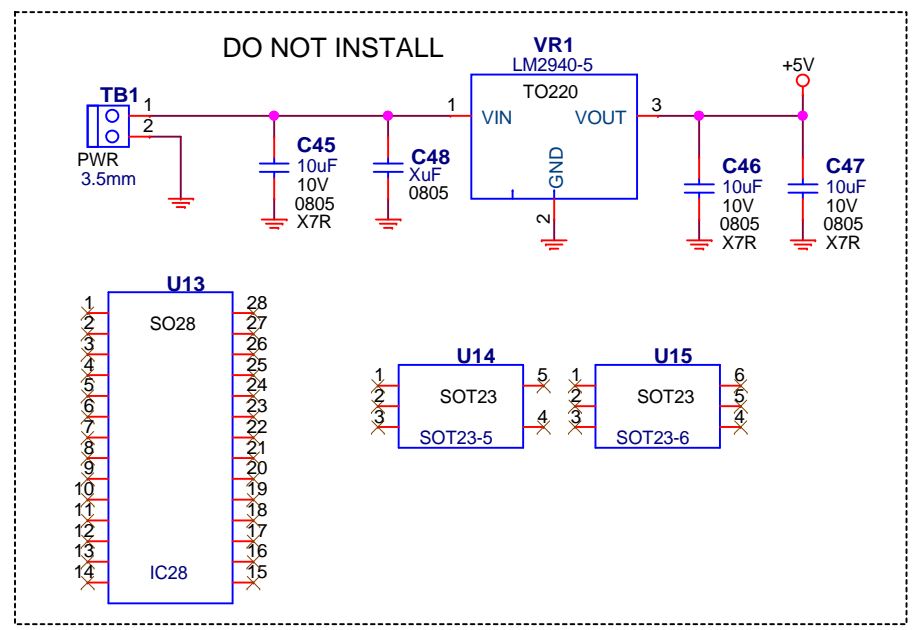 DO NOT INSTALL
VR1
LM2940-5
TO220
+5V
TB1
1
2
PWR
3.5mm
1
VIN
VOUT
3
GND
2
C45
10uF
10V
0805
X7R
C48
XuF
0805
C46
10uF
10V
0805
X7R
C47
10uF
10V
0805
X7R
U13
SO28
1
2
3
4
5
6
7
8
9
10
11
12
13
14
28
27
26
25
24
23
22
21
20
19
18
17
16
15
IC28
U14
1
2
3
5
4
SOT23
SOT23-5
U15
1
2
3
6
5
4
SOT23
SOT23-6